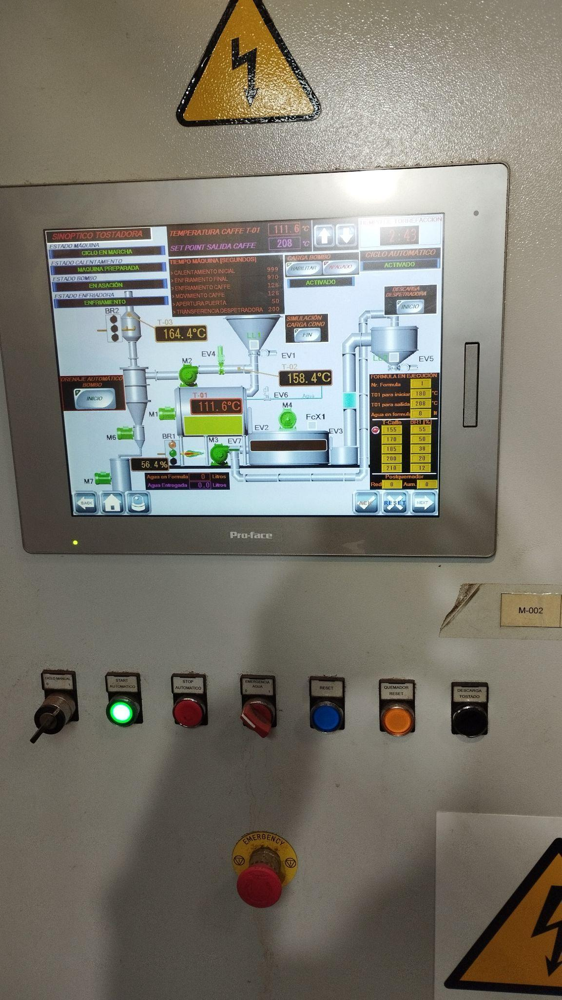 SINOPTICO TOSTADORA
ESTADO MÁQUINA
CICLO EN MARCHA
ESTADO CALENTAMIENTO
MAQUINA PREPARADA
ESTADO BOMBO
EN ASACIÓN
ESTADO ENFRIADORA
ENFRIAMIENTO
TEMPERATURA CAFFE T-01 111.6 °C
SET POINT SALIDA CAFFE 208 °C
TIEMPO MÁQUINA [SEGUNDOS]
> CALENTAMIENTO INICIAL 999
> ENFRIAMIENTO FINAL 970
> ENFRIAMIENTO CAFFE 126
> MOVIMIENTO CAFFE 126
> APERTURA PUERTA 50
> TRANSFERENCIA DESPETRADORA 200
TIEMPO DE TORREFACCION
2:43
CARGA BOMBO
HABILITAR APAGADO
ACTIVADO
CICLO AUTOMÁTICO
ACTIVADO
DESCARGA
DESPETRADORA
INICIO
SIMULACIÓN
CARGA CONO
FIN
BR2
T-03
164.4°C
LL1
EV4
EV1
M2
T-02
158.4°C
LL2
EV5
DRENAJE AUTOMÁTICO
BOMBO
INICIO
T-01
111.6°C
EV6
Agua
M1
M4
FcX1
EV2
EV3
M6
BR1
M3
EV7
56.4%
M7
Agua en Formula 0 Litros
Agua Entregada 0.0 Litros
FORMULA EN EJECUCIÓN
Nr. Formula 1
T01 para iniciar 180 °C
T01 para salida 208 °C
Agua en formula 0 lt
T-Caffe BR1 [%]
155 55
170 50
185 38
200 20
210 12
Postquemador
Red 0 Aum. 0
BACK
ACK
RESET
NEXT
Pro-face
M-002
CICLO MANUAL
0 1
START
AUTOMATICO
STOP
AUTOMATICO
EMERGENCIA
AGUA
0 1
RESET
QUEMADOR
RESET
DESCARGA
TOSTADO
EMERGENCY